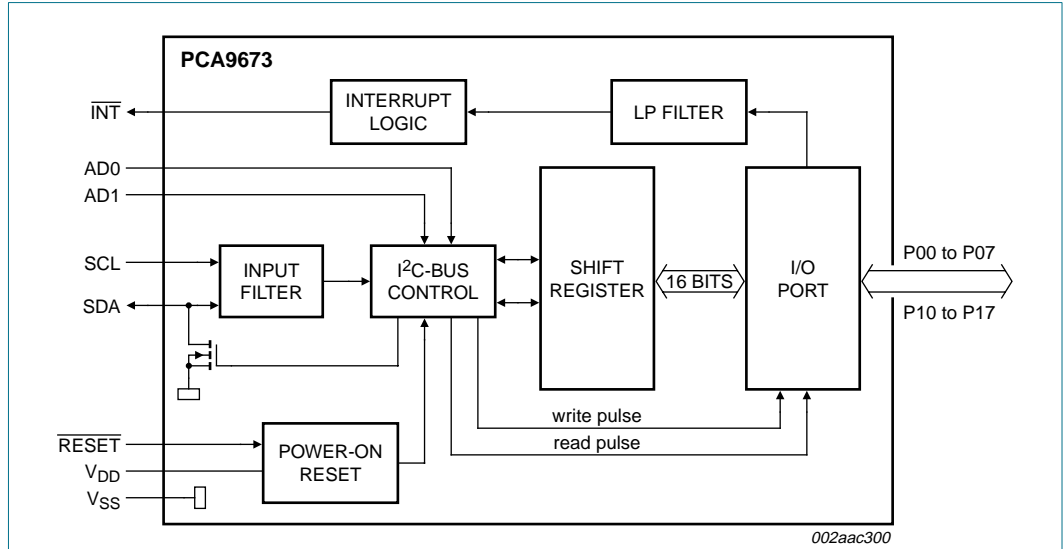 PCA9673
INT
INTERRUPT
LOGIC
LP FILTER
AD0
AD1
SCL
SDA
INPUT
FILTER
I²C-BUS
CONTROL
SHIFT
REGISTER
16 BITS
I/O
PORT
P00 to P07
P10 to P17
write pulse
read pulse
RESET
VDD
VSS
POWER-ON
RESET
002aac300